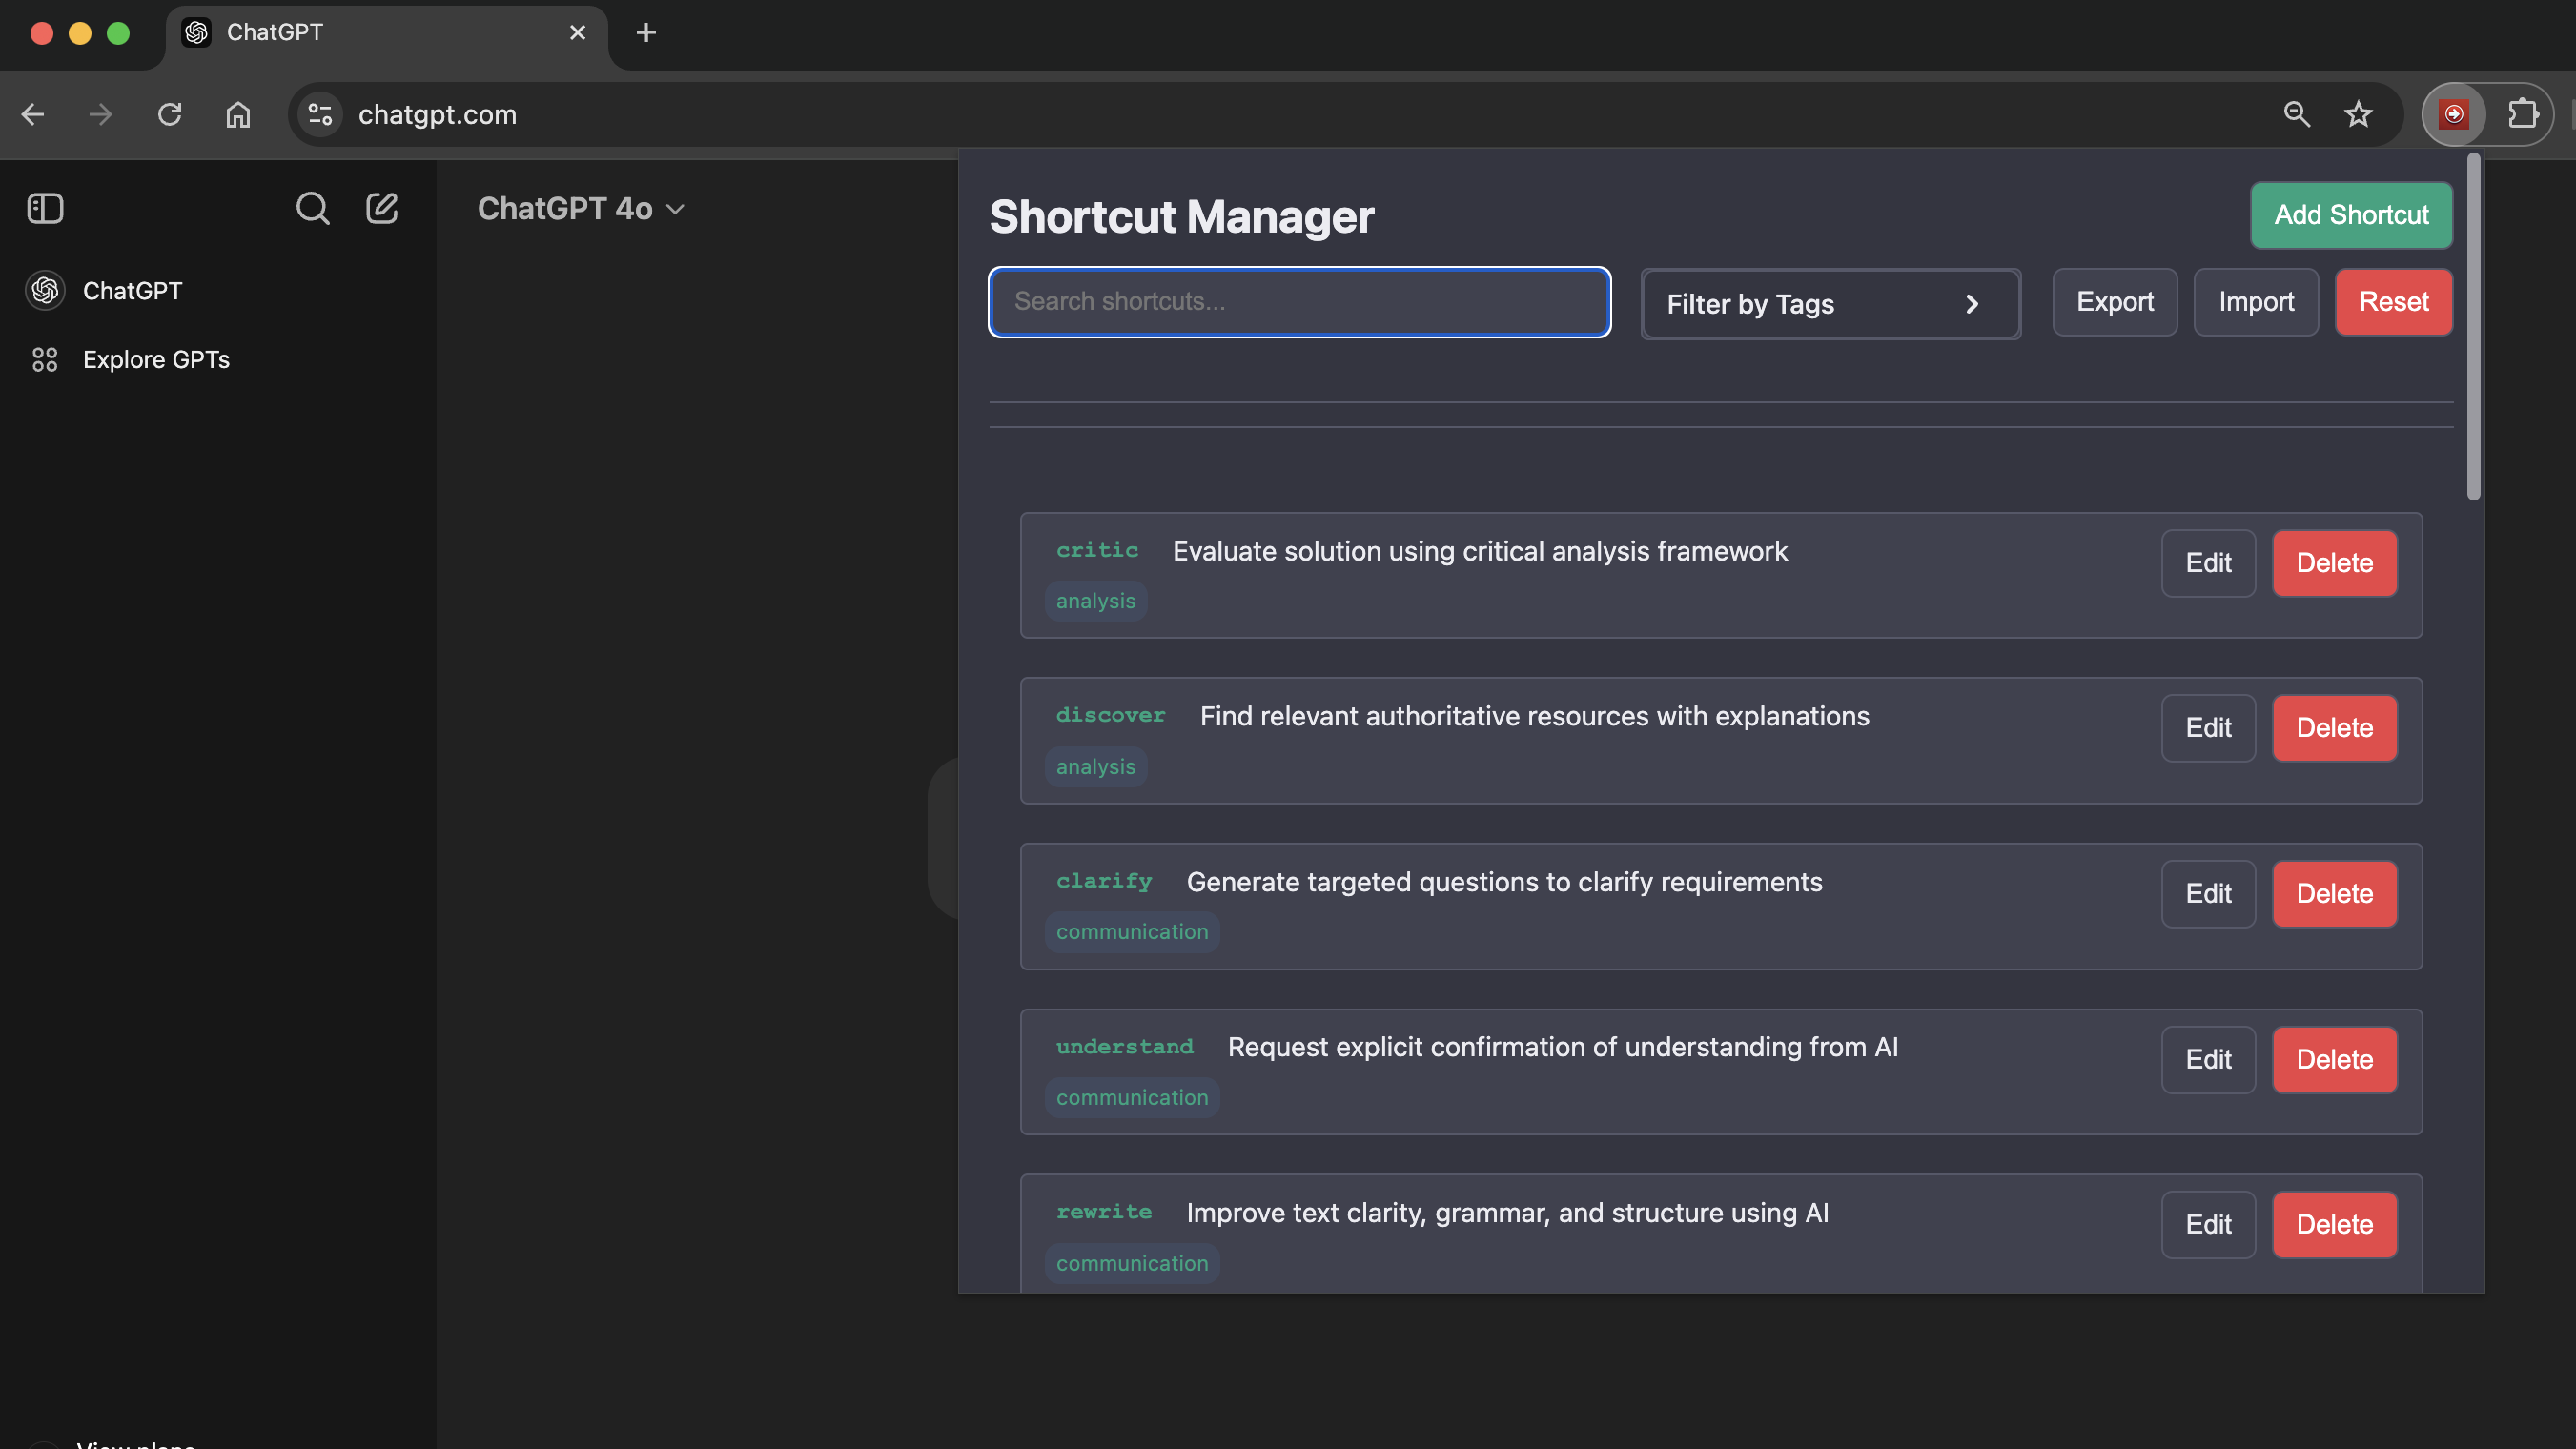 ChatGPT
chatgpt.com
ChatGPT
Explore GPTs
ChatGPT 4o
Shortcut Manager
Add Shortcut
Search shortcuts...
Filter by Tags
Export
Import
Reset
critic Evaluate solution using critical analysis framework
Edit
Delete
analysis
discover Find relevant authoritative resources with explanations
Edit
Delete
analysis
clarify Generate targeted questions to clarify requirements
Edit
Delete
communication
understand Request explicit confirmation of understanding from AI
Edit
Delete
communication
rewrite Improve text clarity, grammar, and structure using AI
Edit
Delete
communication
View plans